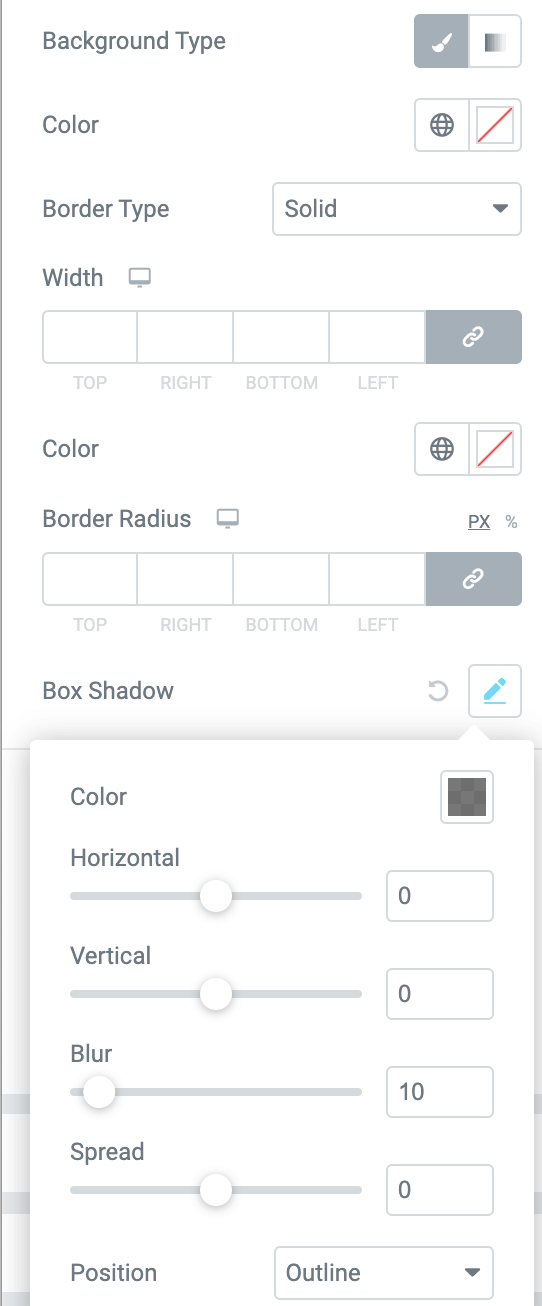 Background Type
Color
Border Type
Solid
Width
TOP RIGHT BOTTOM LEFT
Color
Border Radius
PX %
TOP RIGHT BOTTOM LEFT
Box Shadow
Color
Horizontal
0
Vertical
0
Blur
10
Spread
0
Position
Outline